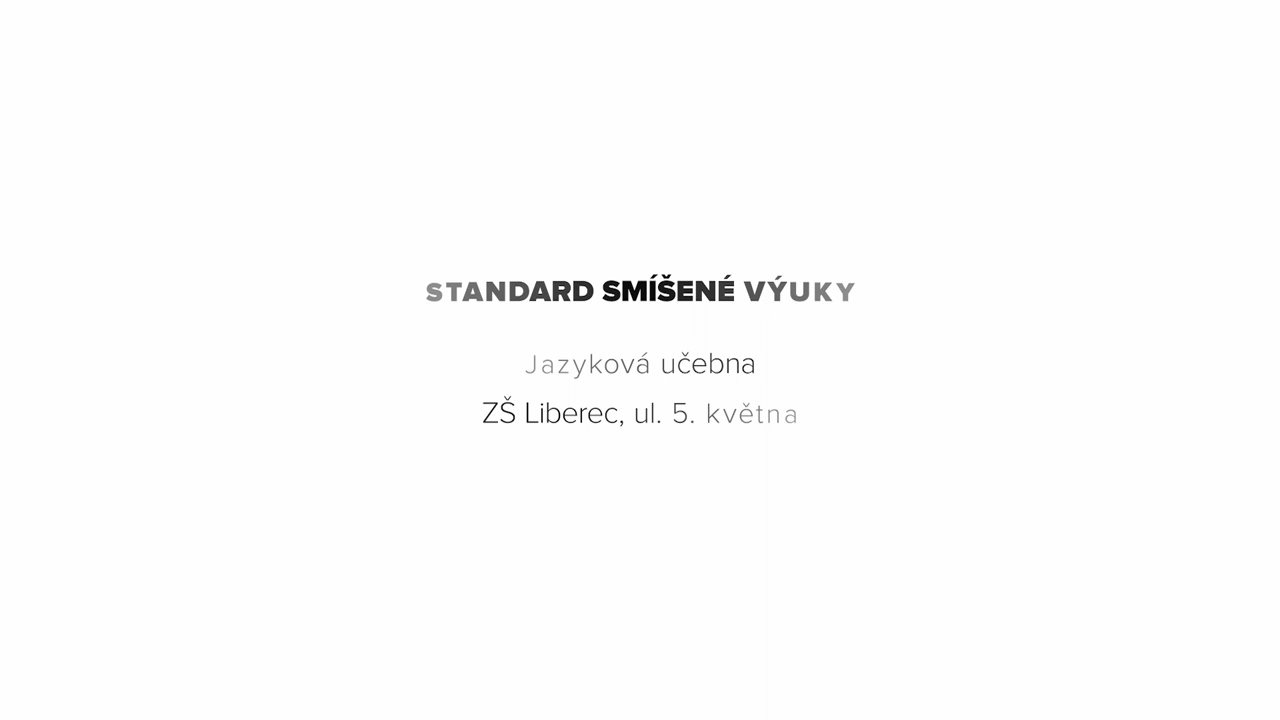 STANDARD SMÍŠENÉ VÝUKY
Jazyková učebna
ZŠ Liberec, ul. 5. května